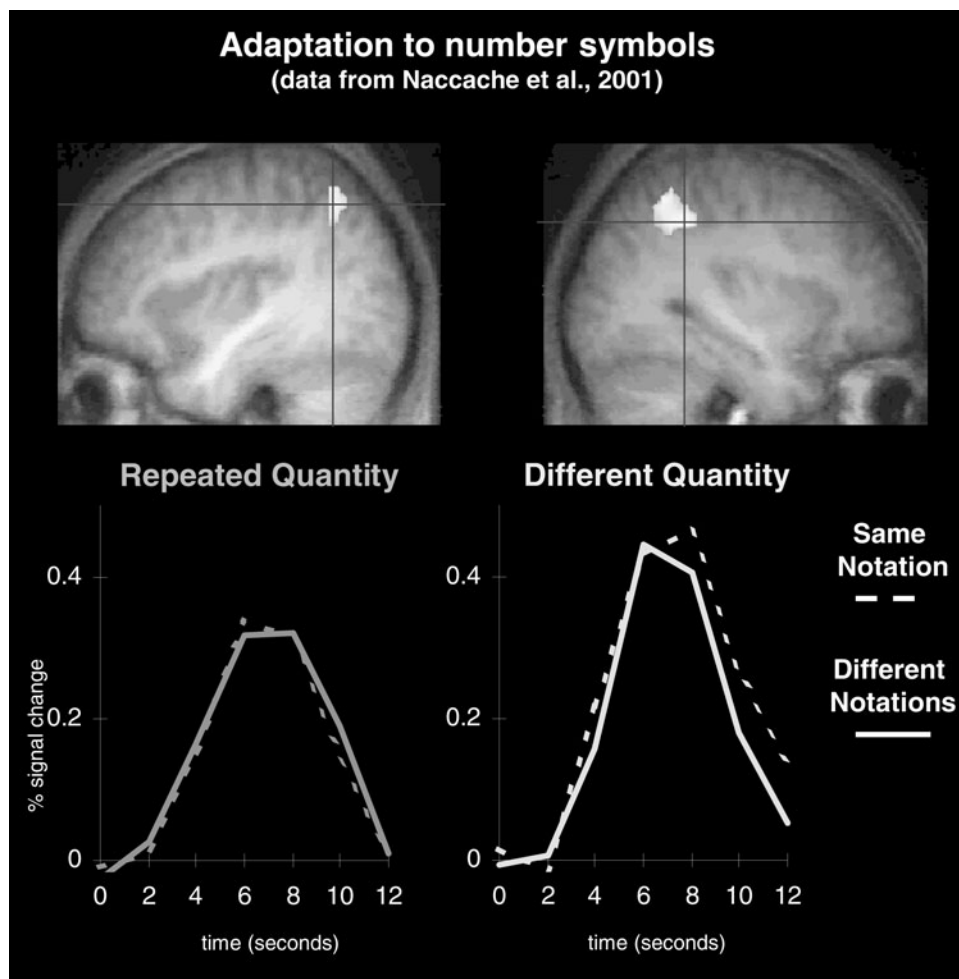 Adaptation to number symbols
(data from Naccache et al., 2001)
Repeated Quantity
Different Quantity
% signal change
0.4
0.2
0
0 2 4 6 8 10 12
time (seconds)
0.4
0.2
0
0 2 4 6 8 10 12
time (seconds)
Same
Notation
Different
Notations